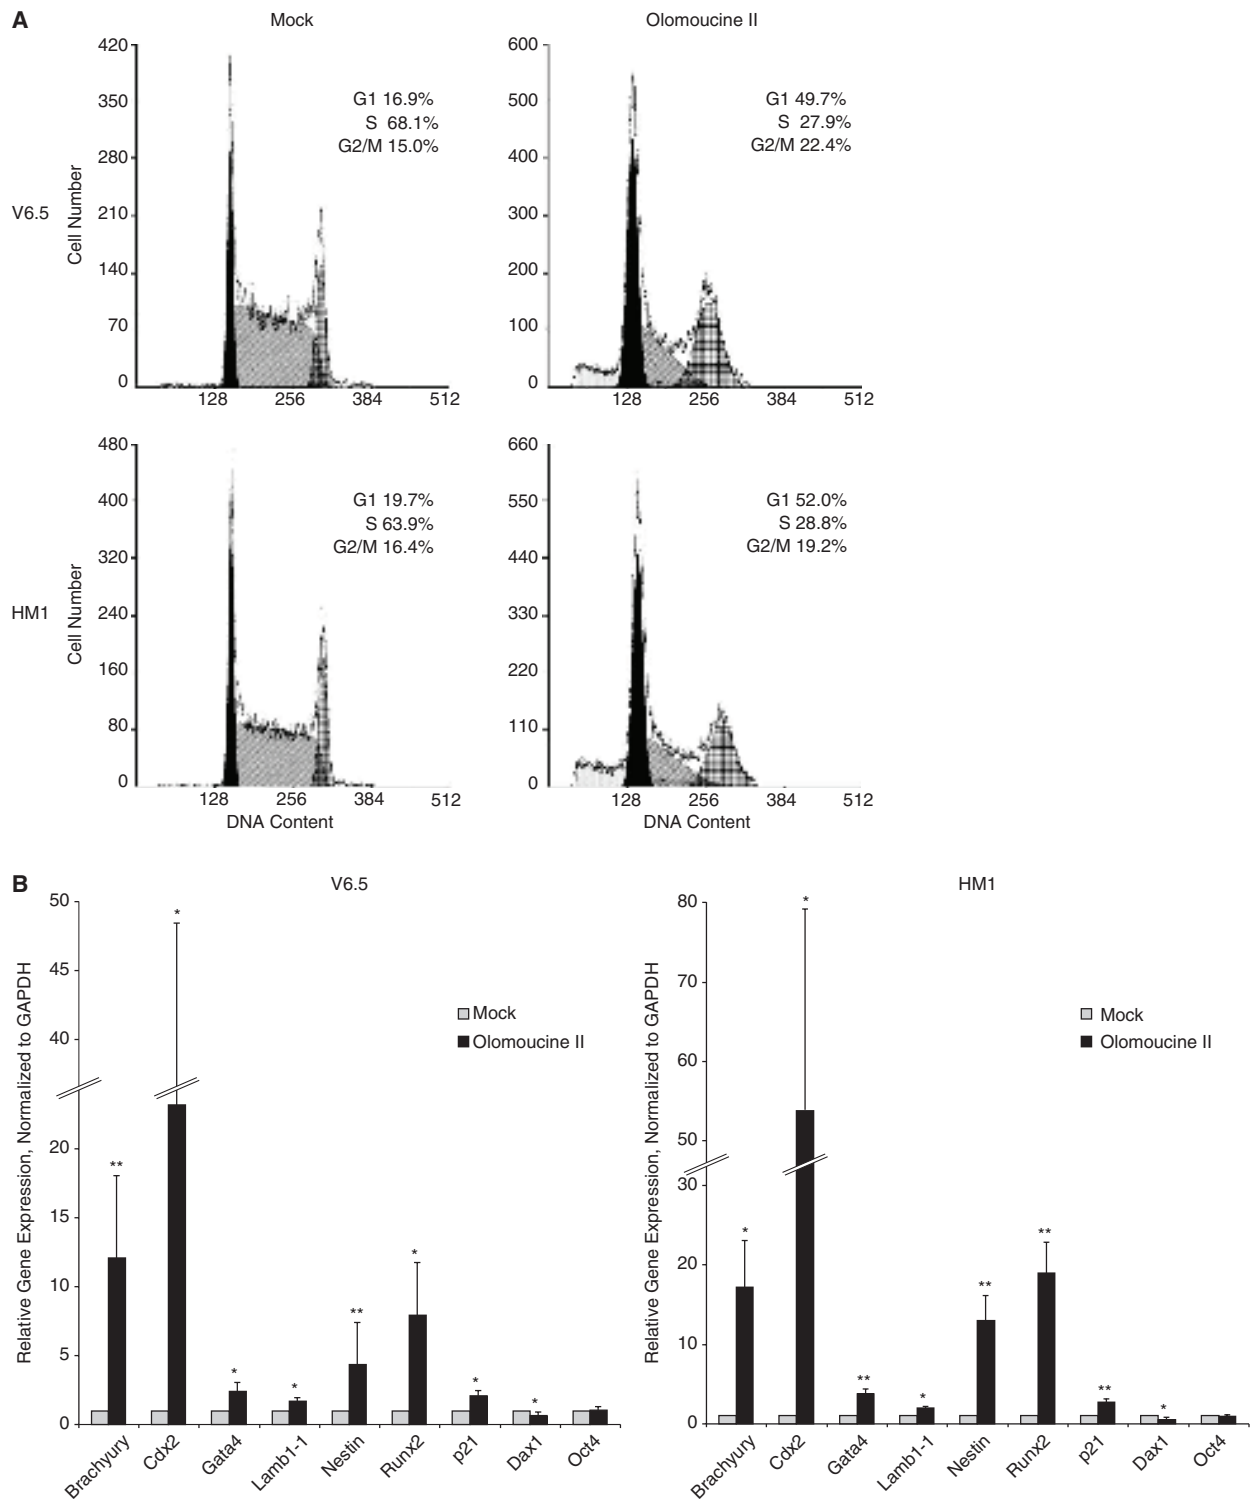 A
Mock
Olomoucine II
V6.5
Cell Number
420
350
280
210
140
70
0
128 256 384 512
G1 16.9%
S 68.1%
G2/M 15.0%
600
500
400
300
200
100
0
128 256 384 512
G1 49.7%
S 27.9%
G2/M 22.4%
HM1
Cell Number
480
400
320
240
160
80
0
128 256 384 512
DNA Content
G1 19.7%
S 63.9%
G2/M 16.4%
660
550
440
330
220
110
0
128 256 384 512
DNA Content
G1 52.0%
S 28.8%
G2/M 19.2%
B
V6.5
Relative Gene Expression, Normalized to GAPDH
50
45
40
20
15
10
5
0
Mock
Olomoucine II
**
*
*
*
**
*
*
*
Brachyury
Cdx2
Gata4
Lamb1-1
Nestin
Runx2
p21
Dax1
Oct4
HM1
Relative Gene Expression, Normalized to GAPDH
80
70
60
50
30
20
10
0
Mock
Olomoucine II
*
*
**
*
**
**
**
*
Brachyury
Cdx2
Gata4
Lamb1-1
Nestin
Runx2
p21
Dax1
Oct4